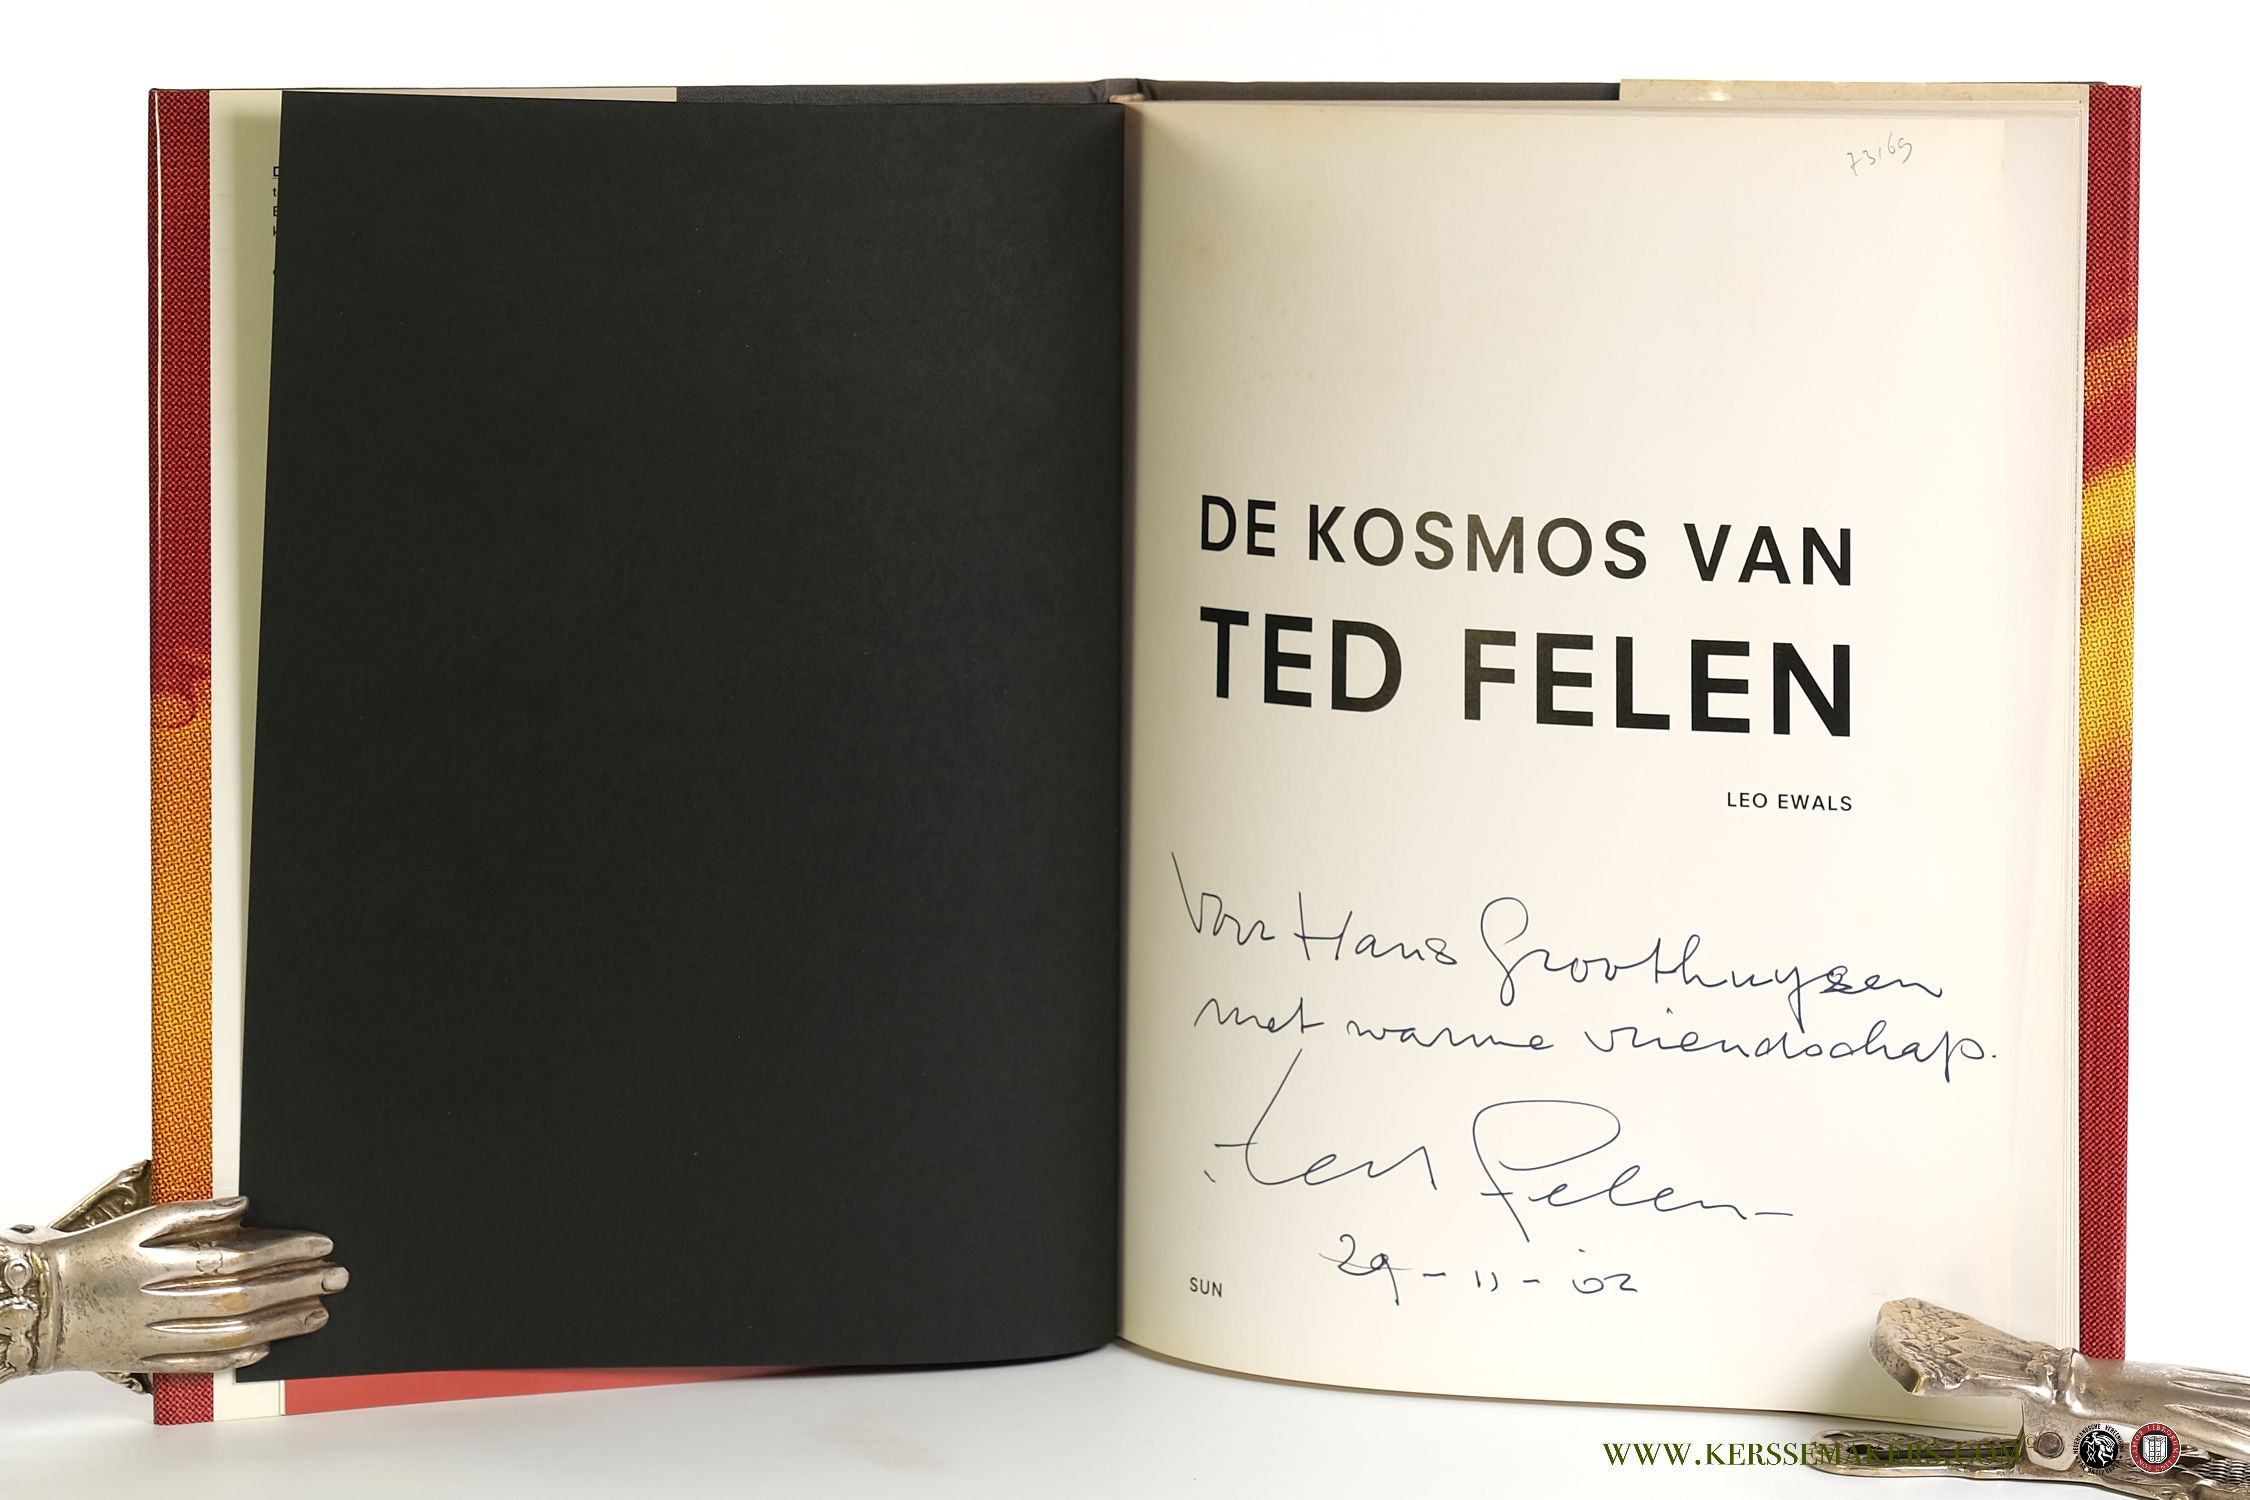 73169
DE KOSMOS VAN
TED FELEN
LEO EWALS
Voor Hans Groothuysen
met warme vriendschap.
Ted Felen
29-11-'02
SUN
WWW.KERSSEMAKERS.COM